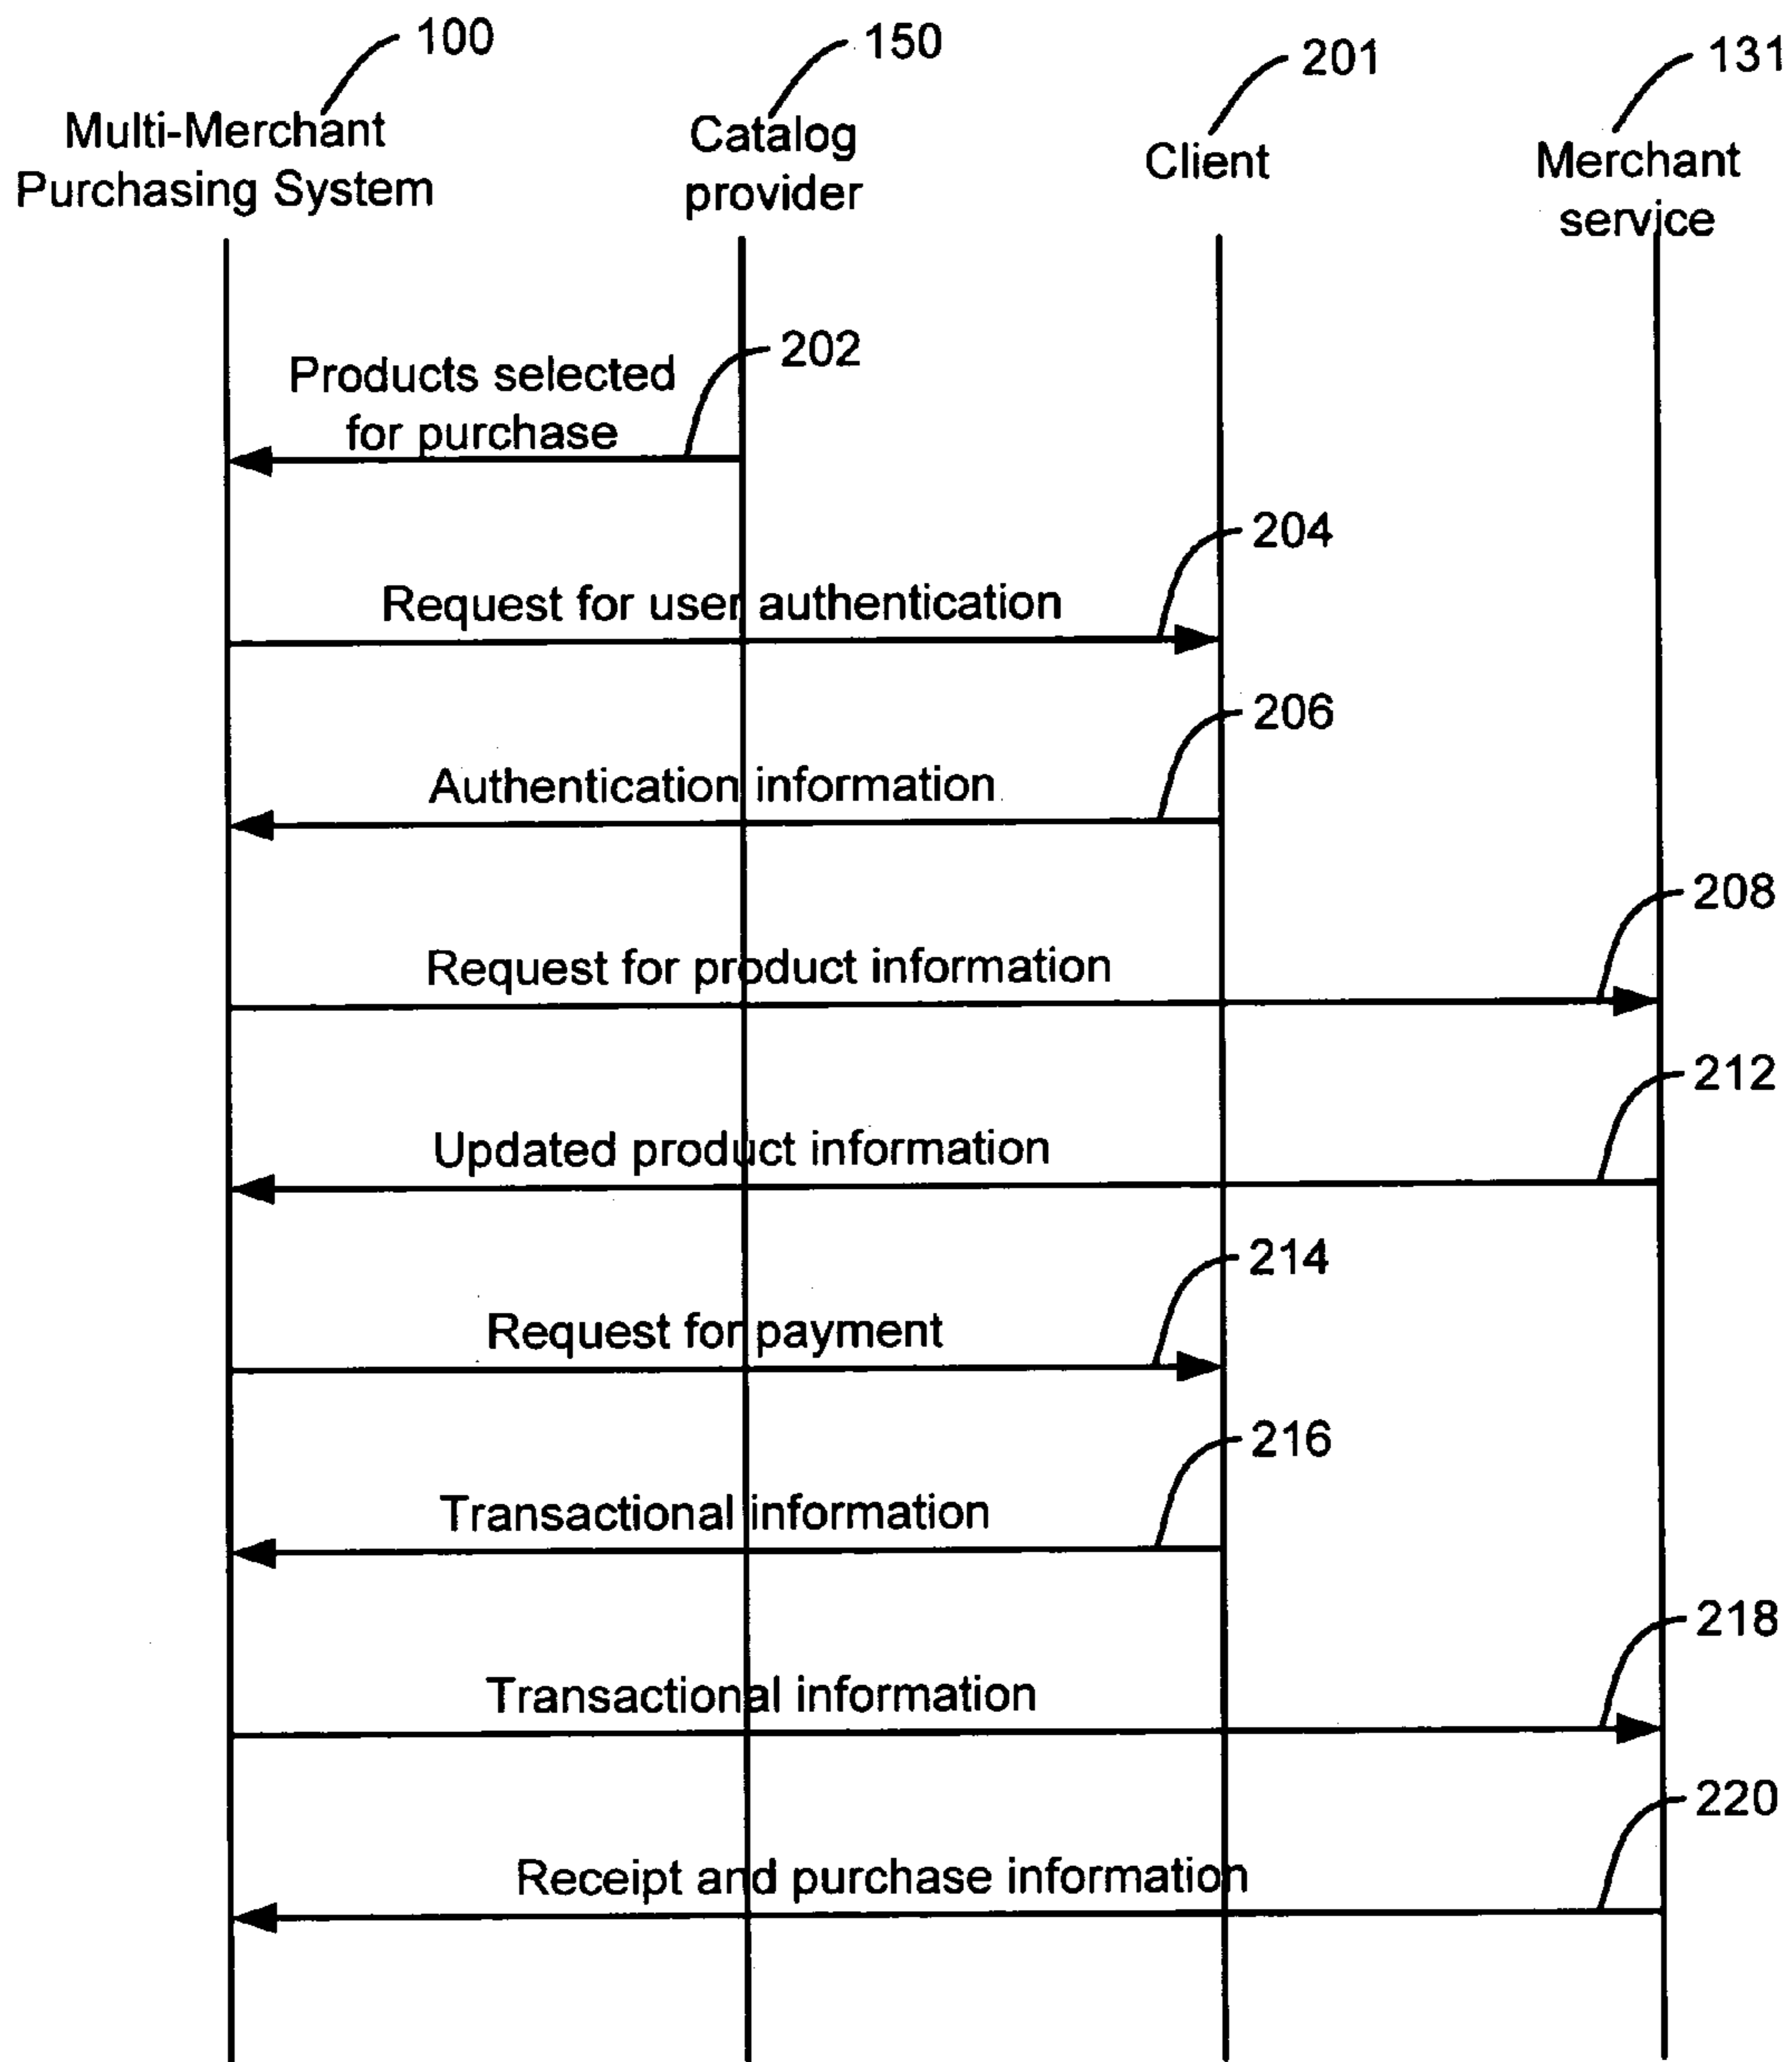 100
150
201
131
Multi-Merchant
Purchasing System
Catalog
provider
Client
Merchant
service
202
Products selected
for purchase
204
Request for user authentication
206
Authentication information
208
Request for product information
212
Updated product information
214
Request for payment
216
Transactional information
218
Transactional information
220
Receipt and purchase information